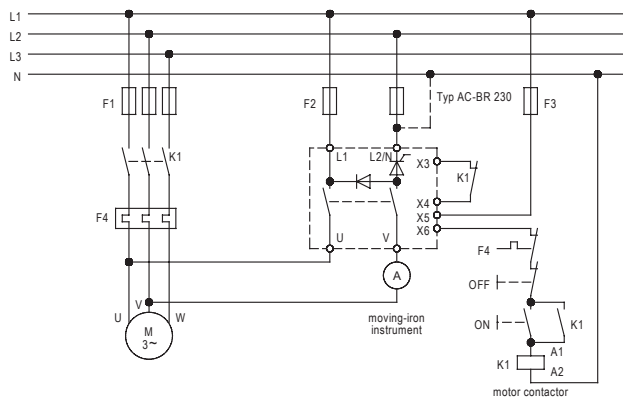 L1
L2
L3
N
F1
F2
Typ AC-BR 230
F3
K1
L1
L2/N
X3
K1
X4
X5
X6
F4
U
V
F4
A
OFF
U
V
W
M
3~
moving-iron
instrument
ON
K1
K1
A1
A2
motor contactor